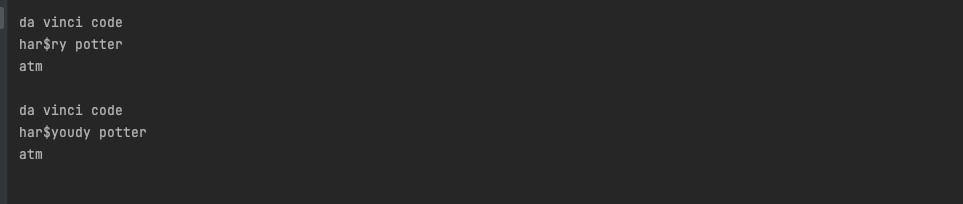 da vinci code
har$ry potter
atm
da vinci code
har$youdy potter
atm